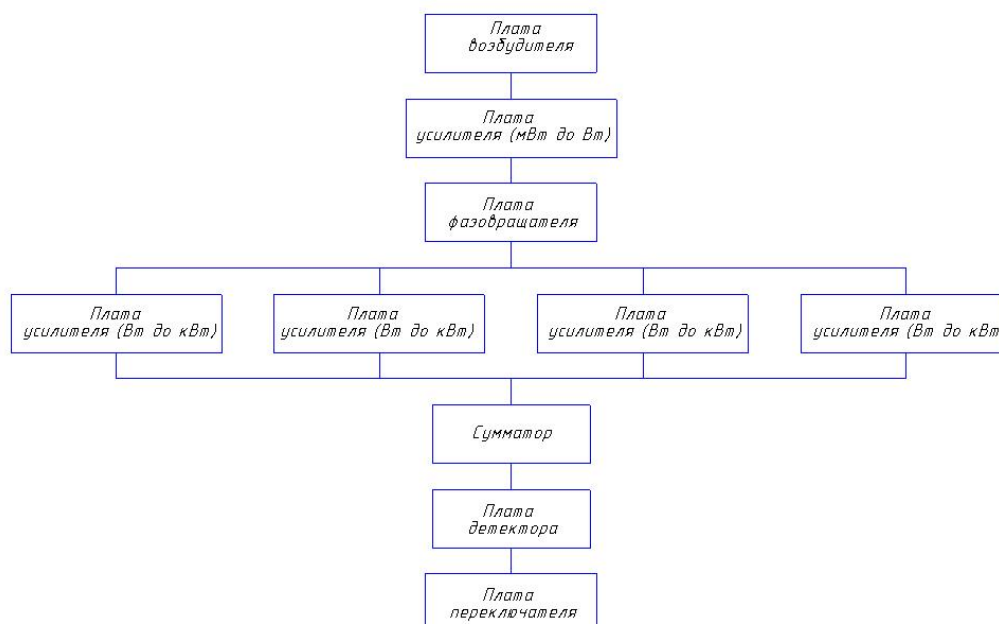 Плата
возбудителя
Плата
усилителя (мВт до Вт)
Плата
фазовращателя
Плата
усилителя (Вт до кВт)
Плата
усилителя (Вт до кВт)
Плата
усилителя (Вт до кВт)
Плата
усилителя (Вт до кВт
Сумматор
Плата
детектора
Плата
переключателя